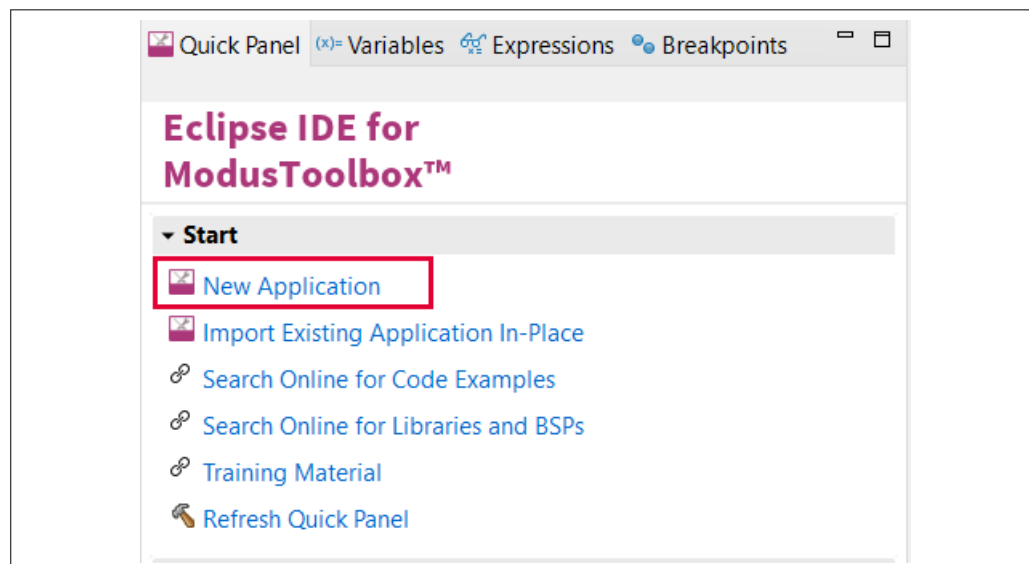 Quick Panel (x)= Variables Expressions Breakpoints
Eclipse IDE for
ModusToolbox™
Start
New Application
Import Existing Application In-Place
Search Online for Code Examples
Search Online for Libraries and BSPs
Training Material
Refresh Quick Panel